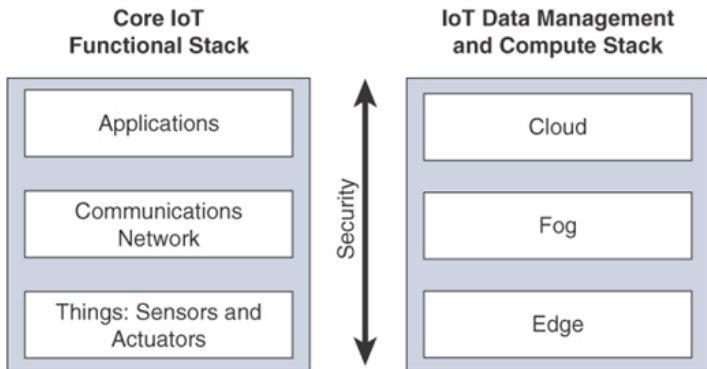 Core IoT
Functional Stack
Applications
Communications
Network
Things: Sensors and
Actuators
Security
IoT Data Management
and Compute Stack
Cloud
Fog
Edge